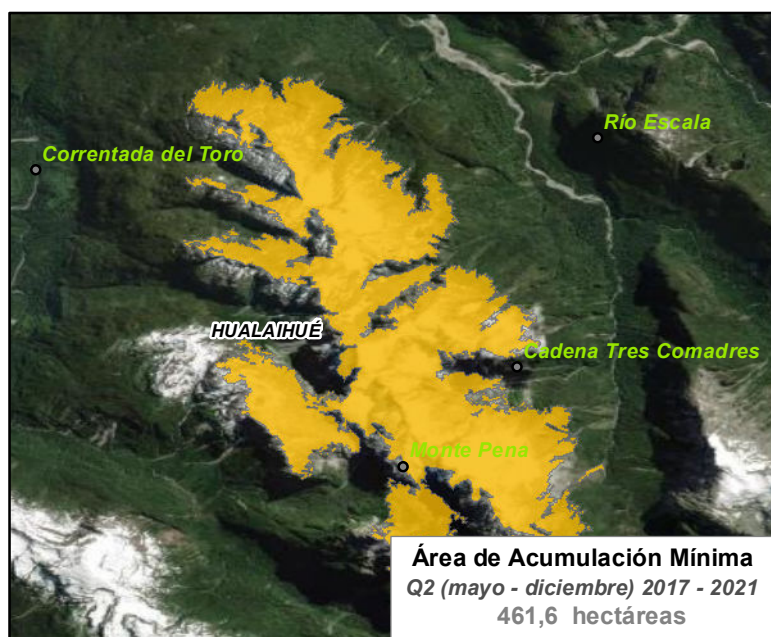 Río Escala
Correntada del Toro
HUALAIHUÉ
Cadena Tres Comadres
Monte Pena
Área de Acumulación Mínima
Q2 (mayo - diciembre) 2017 - 2021
461,6 hectáreas